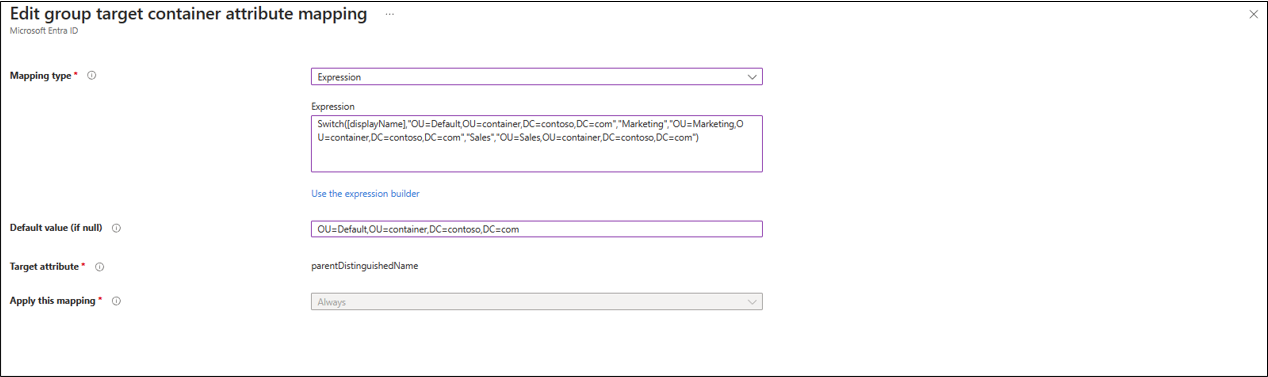 Edit group target container attribute mapping ...
Microsoft Entra ID
Mapping type *
Expression
Expression
Switch([displayName],"OU=Default,OU=container,DC=contoso,DC=com","Marketing","OU=Marketing,O
U=container,DC=contoso,DC=com","Sales","OU=Sales,OU=container,DC=contoso,DC=com")
Use the expression builder
Default value (if null)
OU=Default,OU=container,DC=contoso,DC=com
Target attribute *
parentDistinguishedName
Apply this mapping *
Always